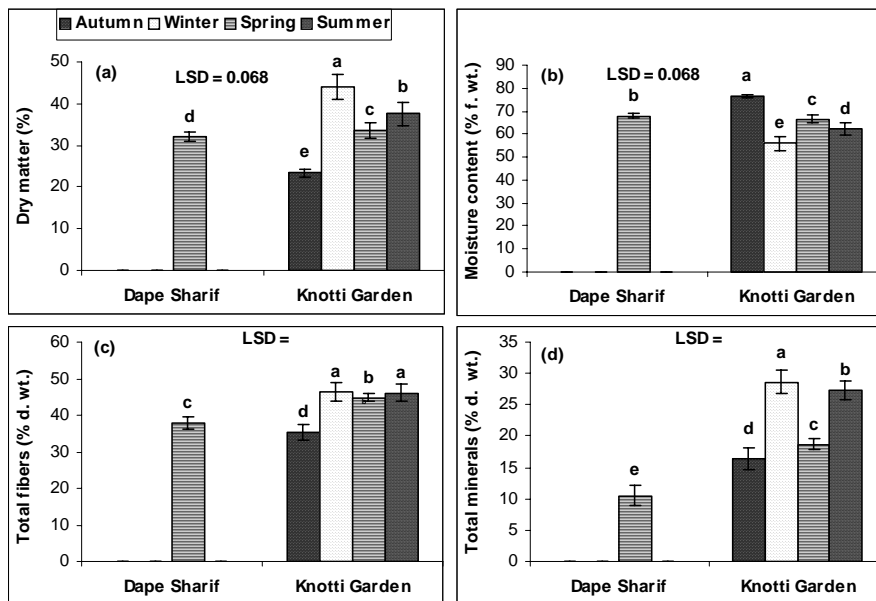 Autumn Winter Spring Summer
(a)
LSD = 0.068
Dry matter (%)
50
40
30
20
10
0
d
e
a
c
b
Dape Sharif Knotti Garden
(b)
LSD = 0.068
Moisture content (% f. wt.)
100
90
80
70
60
50
40
30
20
10
0
b
a
e
c
d
Dape Sharif Knotti Garden
(c)
LSD =
Total fibers (% d. wt.)
60
50
40
30
20
10
0
c
d
a
b
a
Dape Sharif Knotti Garden
(d)
LSD =
Total minerals (% d. wt.)
35
30
25
20
15
10
5
0
e
d
a
c
b
Dape Sharif Knotti Garden